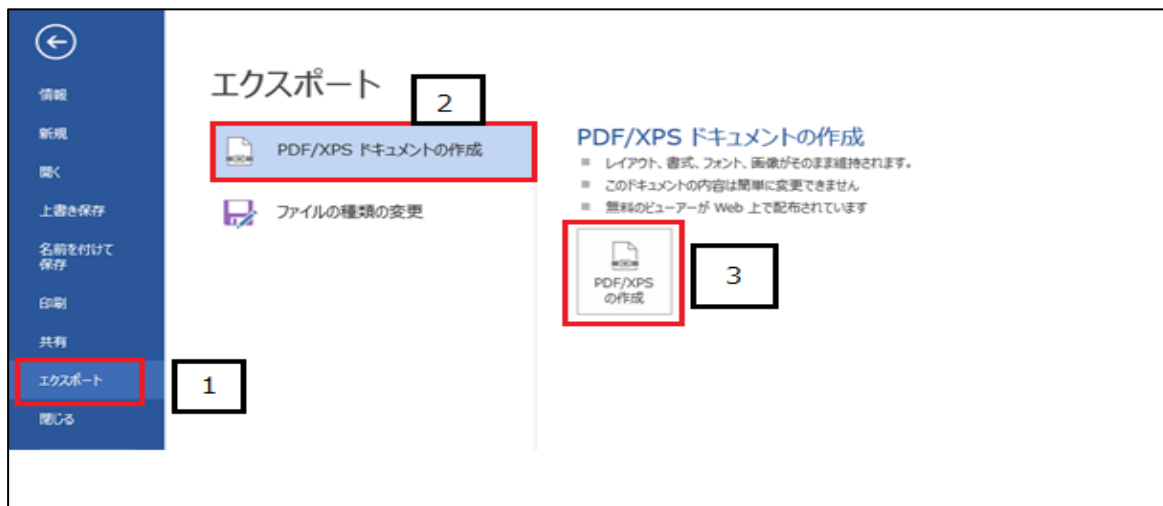 情報
新規
開く
上書き保存
名前を付けて
保存
印刷
共有
エクスポート
閉じる
1
エクスポート
2
PDF/XPS ドキュメントの作成
ファイルの種類の変更
PDF/XPS ドキュメントの作成
レイアウト、書式、フォント、画像がそのまま維持されます。
このドキュメントの内容は簡単に変更できません
無料のビューアーが Web 上で配布されています
PDF/XPS
の作成
3